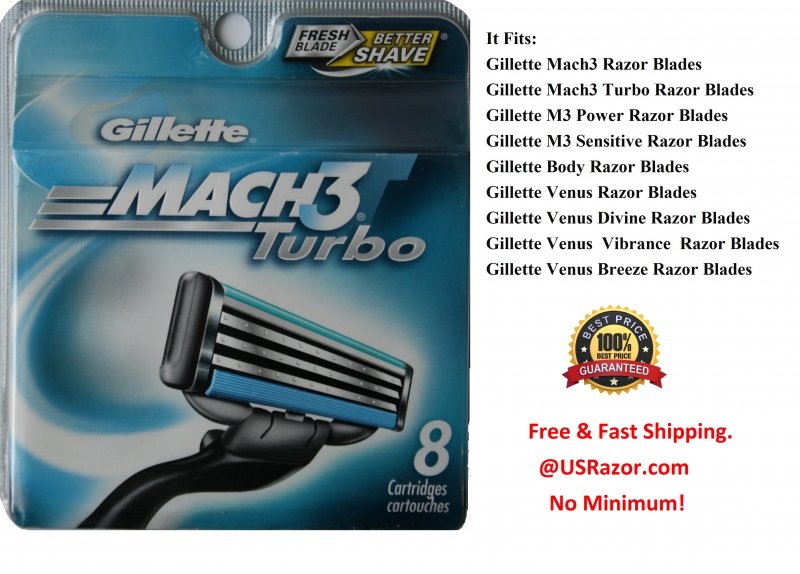 FRESH BLADE
BETTER SHAVE®
Gillette®
MACH3®
Turbo
8
Cartridges
cartouches
It Fits:
Gillette Mach3 Razor Blades
Gillette Mach3 Turbo Razor Blades
Gillette M3 Power Razor Blades
Gillette M3 Sensitive Razor Blades
Gillette Body Razor Blades
Gillette Venus Razor Blades
Gillette Venus Divine Razor Blades
Gillette Venus Vibrance Razor Blades
Gillette Venus Breeze Razor Blades
BEST PRICE
100%
BEST PRICE
GUARANTEED
Free & Fast Shipping.
@USRazor.com
No Minimum!